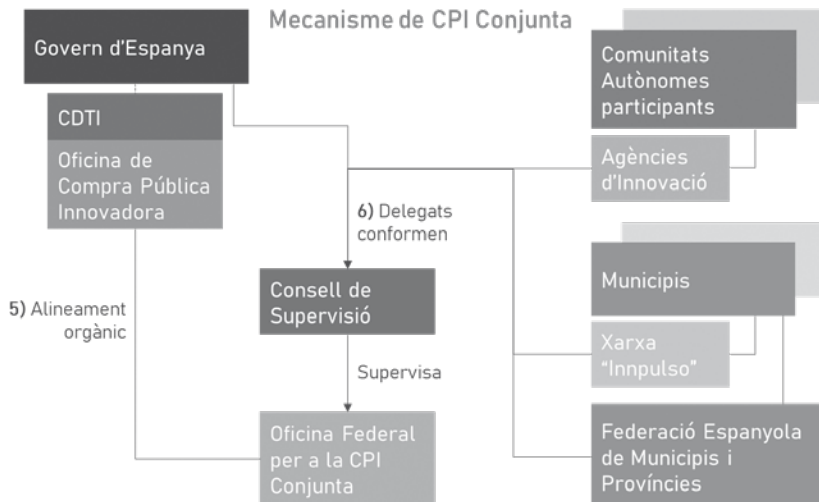 Mecanisme de CPI Conjunta
Govern d'Espanya
CDTI
Oficina de
Compra Pública
Innovadora
Comunitats
Autònomes
participants
Agències
d'Innovació
6) Delegats
conformen
Consell de
Supervisió
Municipis
5) Alineament
orgànic
Xarxa
"Innpulso"
Supervisa
Oficina Federal
per a la CPI
Conjunta
Federació Espanyola
de Municipis i
Províncies